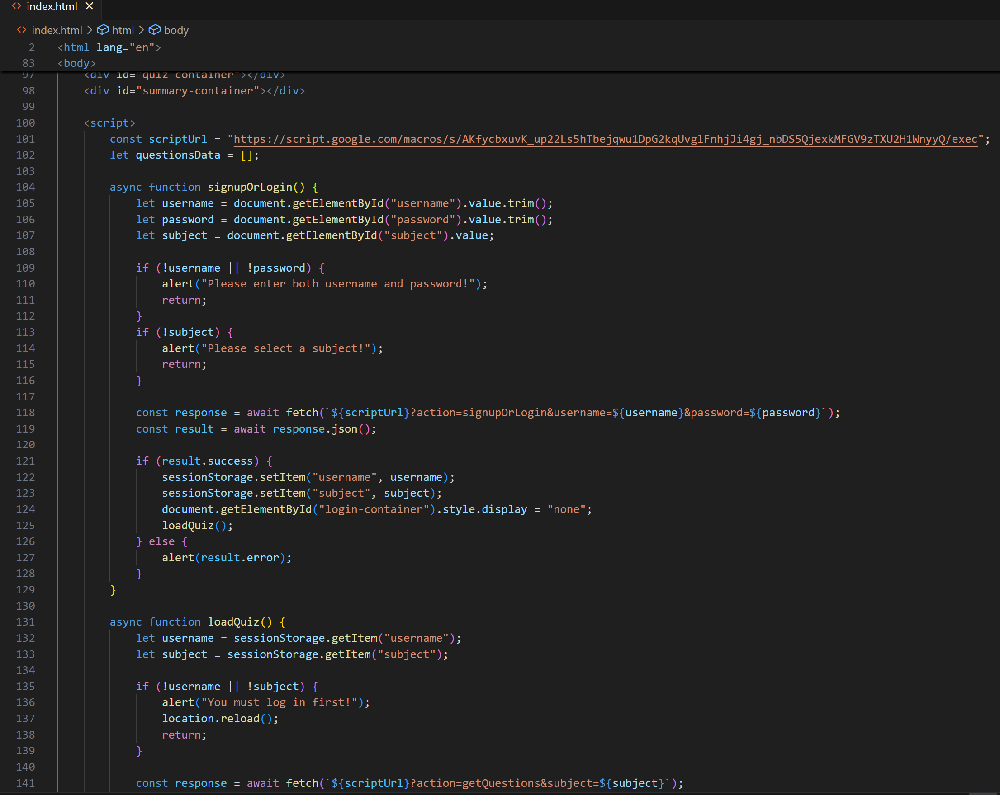 index.html
index.html > html > body
2 <html lang="en">
83 <body>
97 <div id="quiz-container"></div>
98 <div id="summary-container"></div>
99
100 <script>
101 const scriptUrl = "https://script.google.com/macros/s/AKfycbxuvK_up22Ls5hTbejqwu1DpG2kqUvglFnhjJi4gj_nbDS5QjexkMFGV9zTXU2H1WnyyQ/exec";
102 let questionsData = [];
103
104 async function signupOrLogin() {
105 let username = document.getElementById("username").value.trim();
106 let password = document.getElementById("password").value.trim();
107 let subject = document.getElementById("subject").value;
108
109 if (!username || !password) {
110 alert("Please enter both username and password!");
111 return;
112 }
113 if (!subject) {
114 alert("Please select a subject!");
115 return;
116 }
117
118 const response = await fetch(`${scriptUrl}?action=signupOrLogin&username=${username}&password=${password}`);
119 const result = await response.json();
120
121 if (result.success) {
122 sessionStorage.setItem("username", username);
123 sessionStorage.setItem("subject", subject);
124 document.getElementById("login-container").style.display = "none";
125 loadQuiz();
126 } else {
127 alert(result.error);
128 }
129 }
130
131 async function loadQuiz() {
132 let username = sessionStorage.getItem("username");
133 let subject = sessionStorage.getItem("subject");
134
135 if (!username || !subject) {
136 alert("You must log in first!");
137 location.reload();
138 return;
139 }
140
141 const response = await fetch(`${scriptUrl}?action=getQuestions&subject=${subject}`);